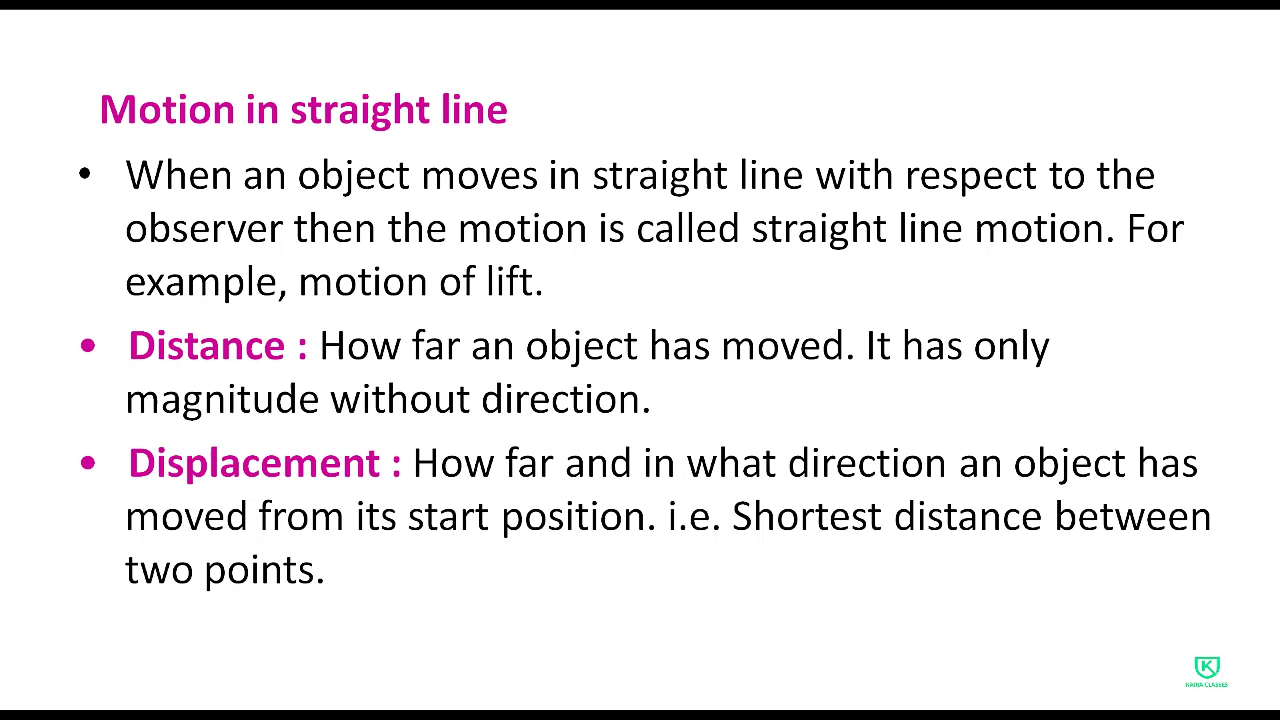 Motion in straight line
• When an object moves in straight line with respect to the
observer then the motion is called straight line motion. For
example, motion of lift.
• Distance : How far an object has moved. It has only
magnitude without direction.
• Displacement : How far and in what direction an object has
moved from its start position. i.e. Shortest distance between
two points.
K
KAIRA CLASSES